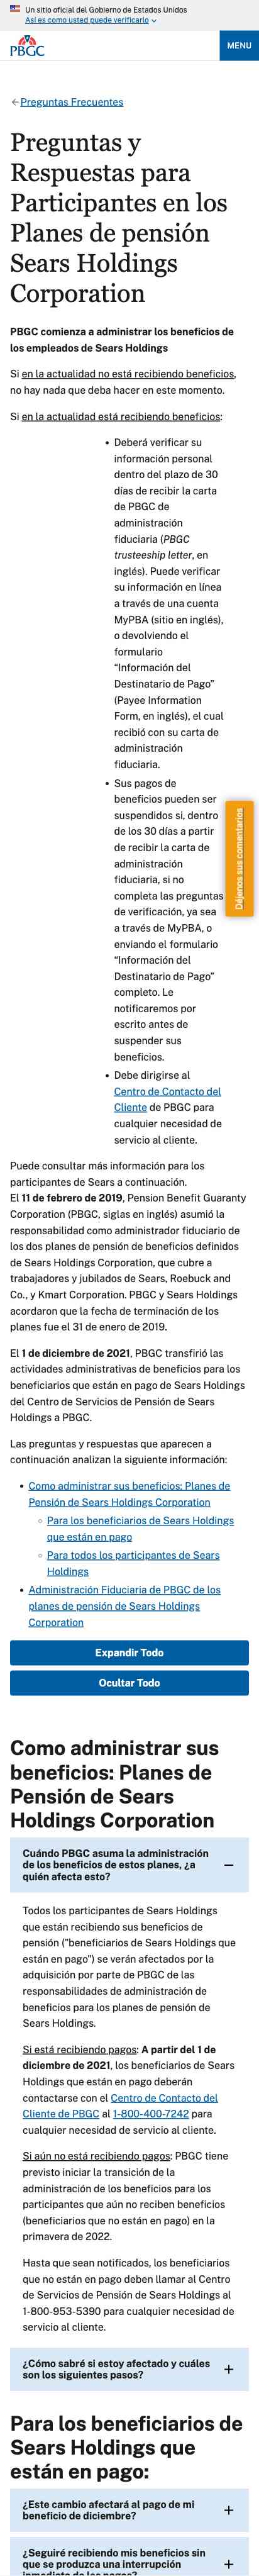 Un sitio oficial del Gobierno de Estados Unidos
Así es como usted puede verificarlo
PBGC
MENU
Preguntas Frecuentes
Preguntas y
Respuestas para
Participantes en los
Planes de pensión
Sears Holdings
Corporation
PBGC comienza a administrar los beneficios de
los empleados de Sears Holdings
Si en la actualidad no está recibiendo beneficios,
no hay nada que deba hacer en este momento.
Si en la actualidad está recibiendo beneficios:
• Deberá verificar su
información personal
dentro del plazo de 30
días de recibir la carta
de PBGC de
administración
fiduciaria (PBGC
trusteeship letter, en
inglés). Puede verificar
su información en línea
a través de una cuenta
MyPBA (sitio en inglés),
o devolviendo el
formulario
“Información del
Destinatario de Pago”
(Payee Information
Form, en inglés), el cual
recibió con su carta de
administración
fiduciaria.
• Sus pagos de
beneficios pueden ser
suspendidos si, dentro
de los 30 días a partir
de recibir la carta de
administración
fiduciaria, si no
completa las preguntas
de verificación, ya sea
a través de MyPBA, o
enviando el formulario
“Información del
Destinatario de Pago”
completo. Le
notificaremos por
escrito antes de
suspender sus
beneficios.
• Debe dirigirse al
Centro de Contacto del
Cliente de PBGC para
cualquier necesidad de
servicio al cliente.
Déjenos sus comentarios
Puede consultar más información para los
participantes de Sears a continuación.
El 11 de febrero de 2019, Pension Benefit Guaranty
Corporation (PBGC, siglas en inglés) asumió la
responsabilidad como administrador fiduciario de
los dos planes de pensión de beneficios definidos
de Sears Holdings Corporation, que cubre a
trabajadores y jubilados de Sears, Roebuck and
Co., y Kmart Corporation. PBGC y Sears Holdings
acordaron que la fecha de terminación de los
planes fue el 31 de enero de 2019.
El 1 de diciembre de 2021, PBGC transfirió las
actividades administrativas de beneficios para los
beneficiarios que están en pago de Sears Holdings
del Centro de Servicios de Pensión de Sears
Holdings a PBGC.
Las preguntas y respuestas que aparecen a
continuación analizan la siguiente información:
• Como administrar sus beneficios: Planes de
Pensión de Sears Holdings Corporation
○ Para los beneficiarios de Sears Holdings
que están en pago
○ Para todos los participantes de Sears
Holdings
• Administración Fiduciaria de PBGC de los
planes de pensión de Sears Holdings
Corporation
Expandir Todo
Ocultar Todo
Como administrar sus
beneficios: Planes de
Pensión de Sears
Holdings Corporation
Cuándo PBGC asuma la administración
de los beneficios de estos planes, ¿a
quién afecta esto?
Todos los participantes de Sears Holdings
que están recibiendo sus beneficios de
pensión ("beneficiarios de Sears Holdings que
están en pago") se verán afectados por la
adquisición por parte de PBGC de las
responsabilidades de administración de
beneficios para los planes de pensión de
Sears Holdings.
Si está recibiendo pagos: A partir del 1 de
diciembre de 2021, los beneficiarios de Sears
Holdings que están en pago deberán
contactarse con el Centro de Contacto del
Cliente de PBGC al 1-800-400-7242 para
cualquier necesidad de servicio al cliente.
Si aún no está recibiendo pagos: PBGC tiene
previsto iniciar la transición de la
administración de los beneficios para los
participantes que aún no reciben beneficios
(beneficiarios que no están en pago) en la
primavera de 2022.
Hasta que sean notificados, los beneficiarios
que no están en pago deben llamar al Centro
de Servicios de Pensión de Sears Holdings al
1-800-953-5390 para cualquier necesidad de
servicio al cliente.
¿Cómo sabré si estoy afectado y cuáles
son los siguientes pasos?
Para los beneficiarios de
Sears Holdings que
están en pago:
¿Este cambio afectará al pago de mi
beneficio de diciembre?
¿Seguiré recibiendo mis beneficios sin
que se produzca una interrupción
inmediata de los pagos?